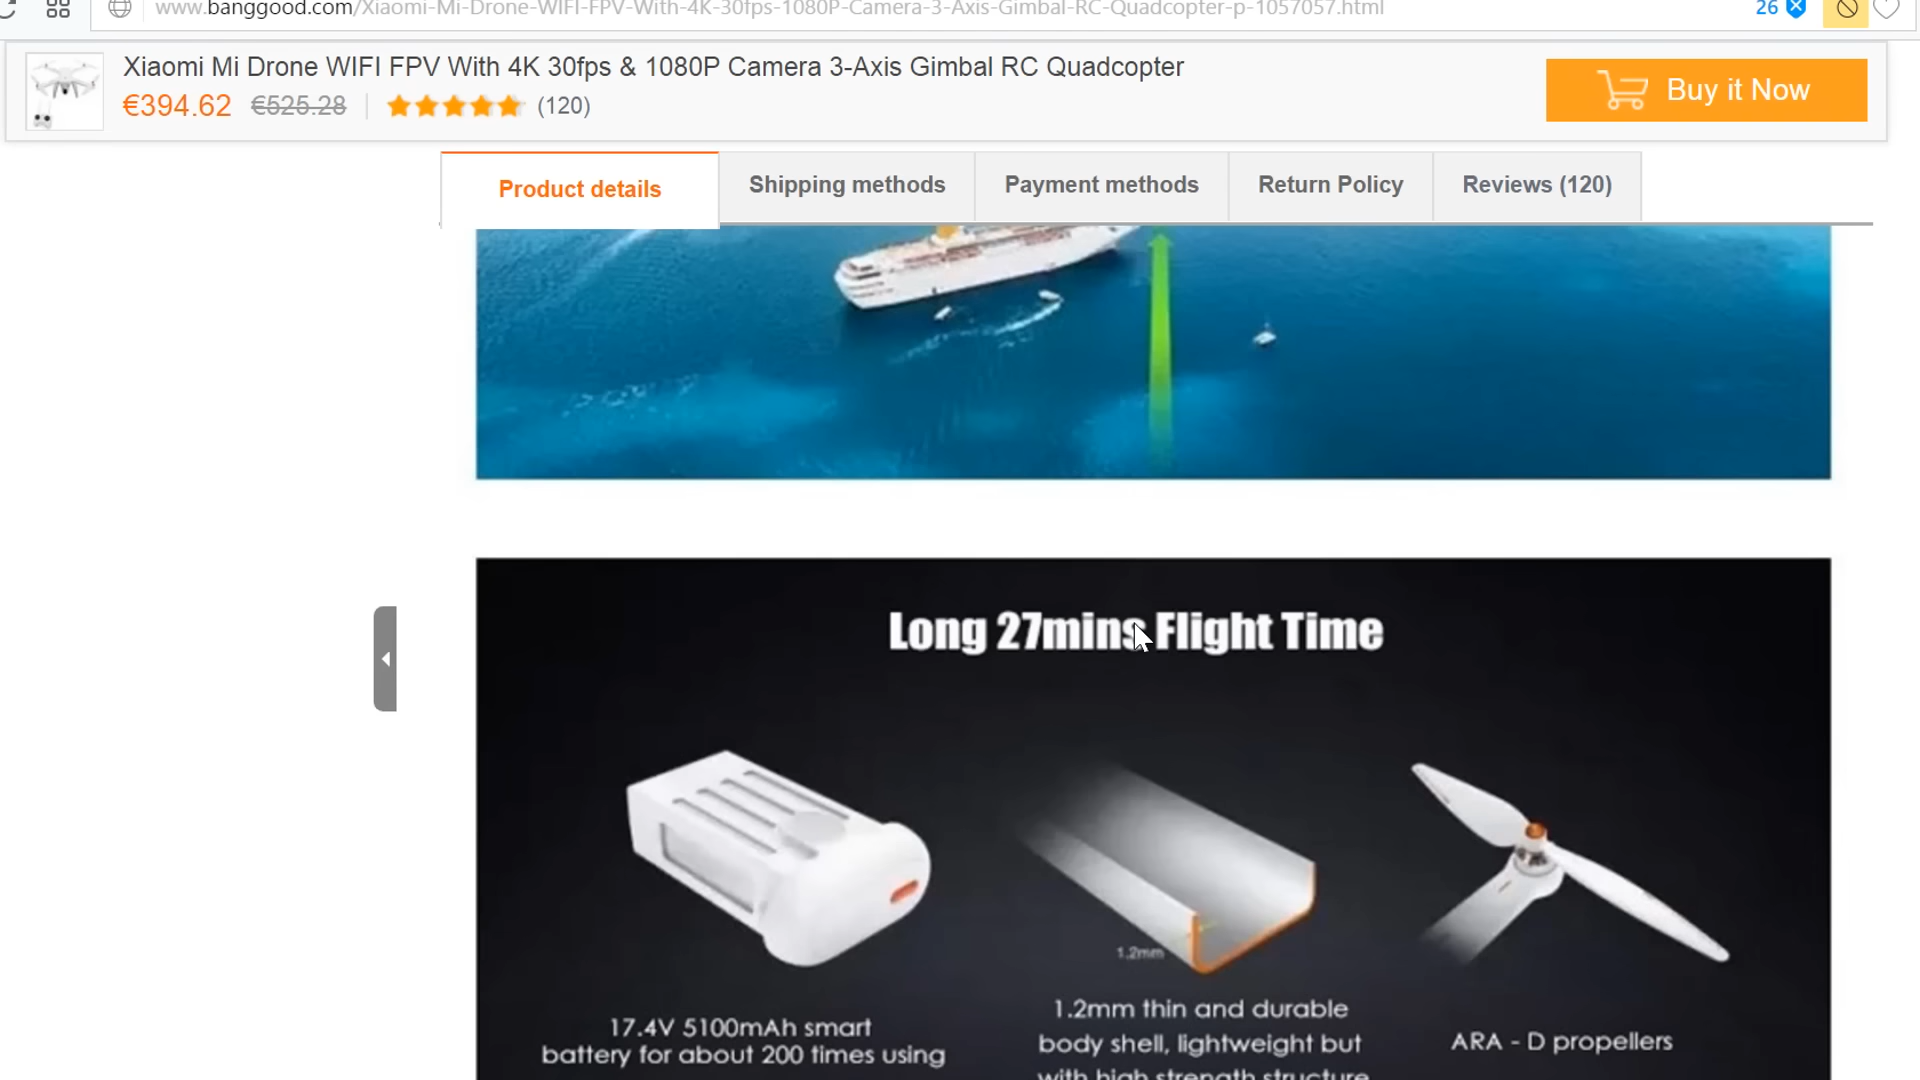 www.banggood.com/Xiaomi-Mi-Drone-WIFI-FPV-With-4K-30fps-1080P-Camera-3-Axis-Gimbal-RC-Quadcopter-p-1057057.html
26
Xiaomi Mi Drone WIFI FPV With 4K 30fps & 1080P Camera 3-Axis Gimbal RC Quadcopter
€394.62 €525.28 (120)
Buy it Now
Product details Shipping methods Payment methods Return Policy Reviews (120)
Long 27mins Flight Time
1.2mm
17.4V 5100mAh smart
battery for about 200 times using
1.2mm thin and durable
body shell, lightweight but
with high strength structure
ARA - D propellers